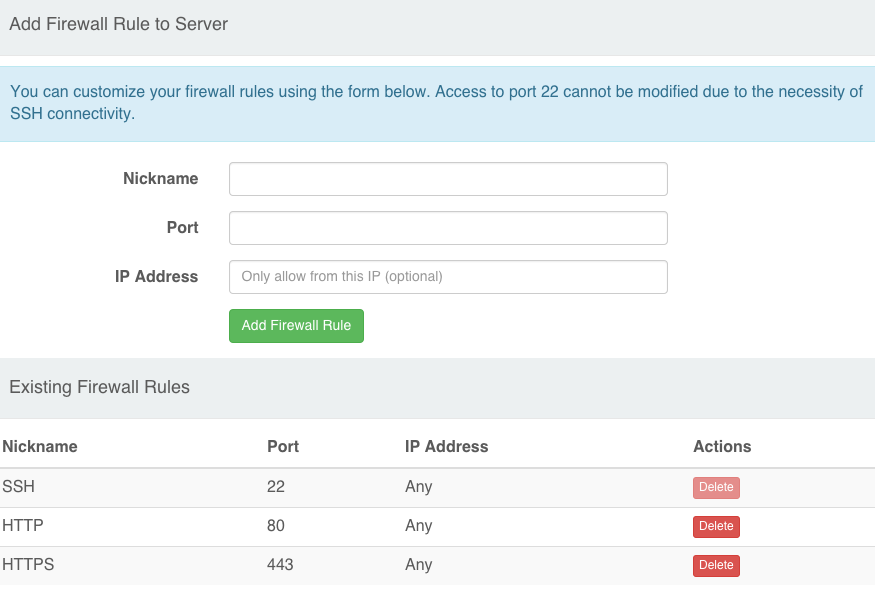 Add Firewall Rule to Server
You can customize your firewall rules using the form below. Access to port 22 cannot be modified due to the necessity of
SSH connectivity.
Nickname
Port
IP Address Only allow from this IP (optional)
Add Firewall Rule
Existing Firewall Rules
Nickname Port IP Address Actions
SSH 22 Any Delete
HTTP 80 Any Delete
HTTPS 443 Any Delete